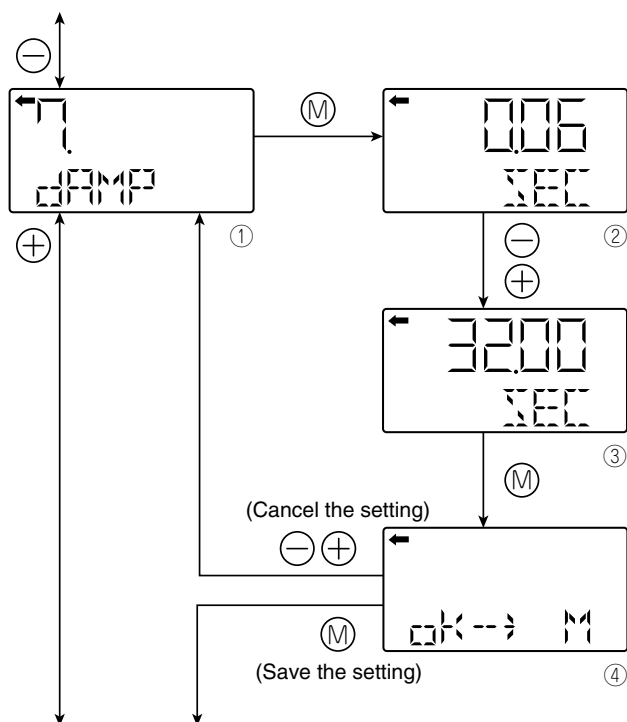 −
7.
dAMP
+
①
M
0.06
SEC
②
−
+
32.00
SEC
③
M
(Cancel the setting)
− +
M
(Save the setting)
oK--> M
④